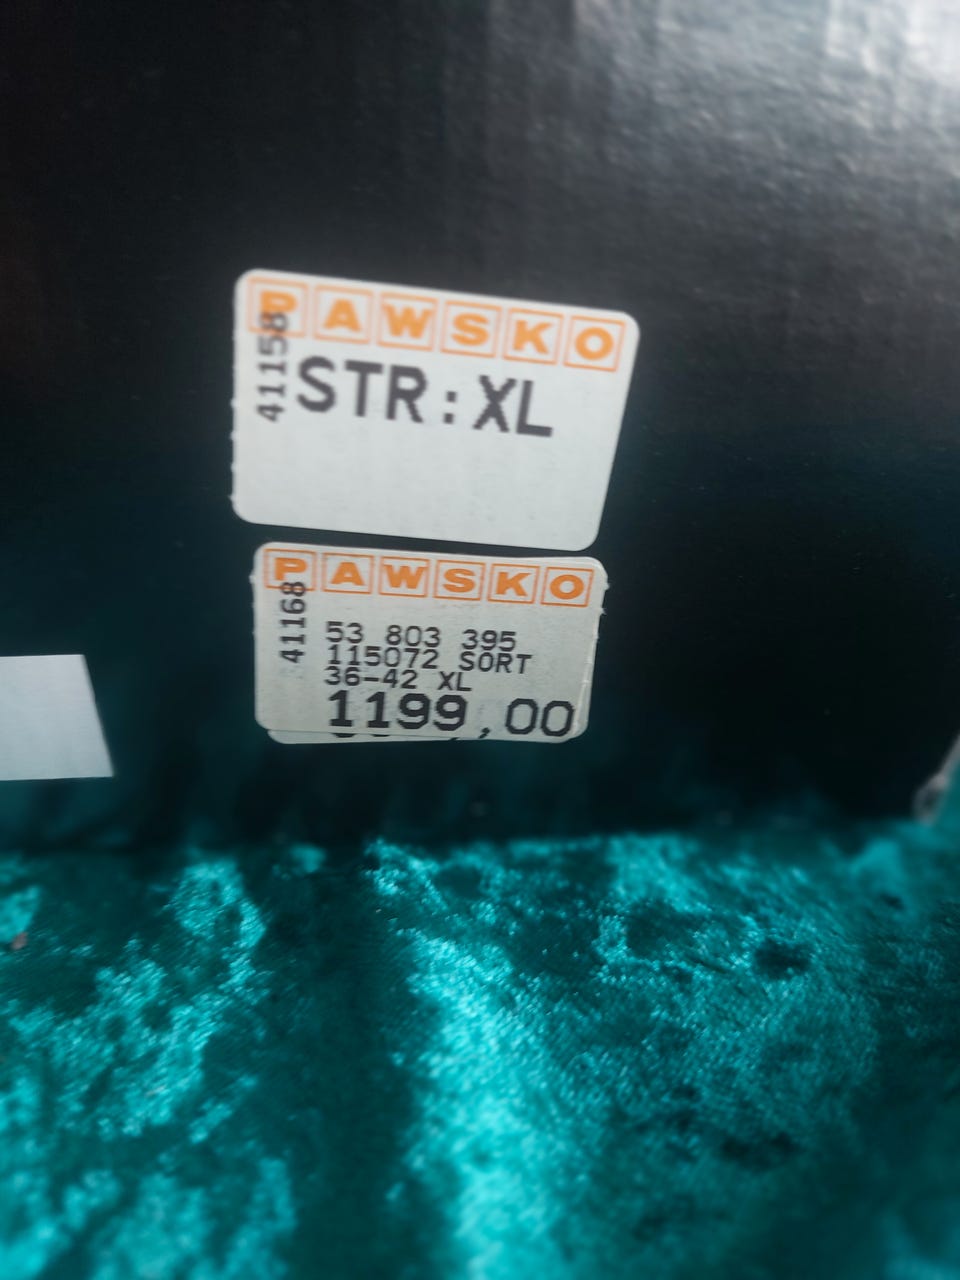 PAWSKO
41158
STR:XL
PAWSKO
41168
53 803 395
115072 SORT
36-42 XL
1199,00